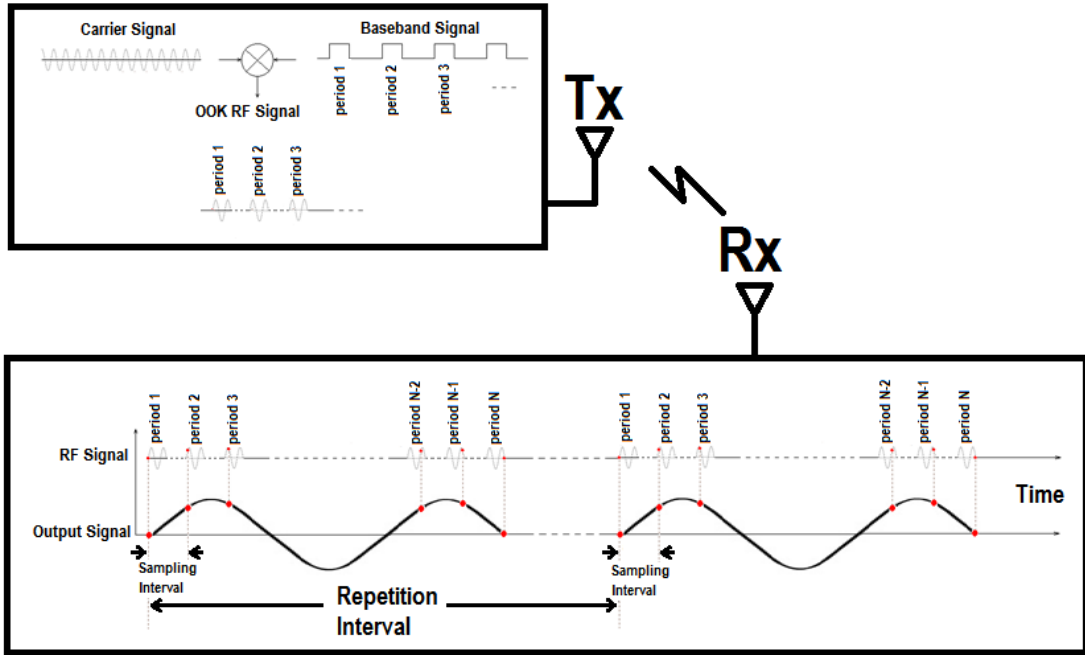 Carrier Signal
Baseband Signal
period 1
period 2
period 3
OOK RF Signal
period 1
period 2
period 3
Tx
Rx
period 1
period 2
period 3
period N-2
period N-1
period N
period 1
period 2
period 3
period N-2
period N-1
period N
RF Signal
Time
Output Signal
Sampling
Interval
Sampling
Interval
Repetition
Interval